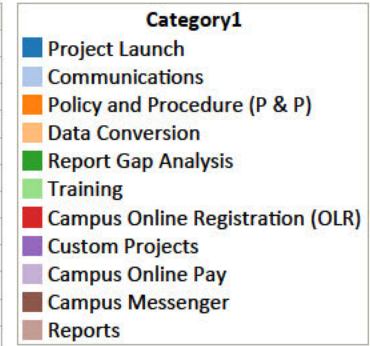 Category1
Project Launch
Communications
Policy and Procedure (P & P)
Data Conversion
Report Gap Analysis
Training
Campus Online Registration (OLR)
Custom Projects
Campus Online Pay
Campus Messenger
Reports